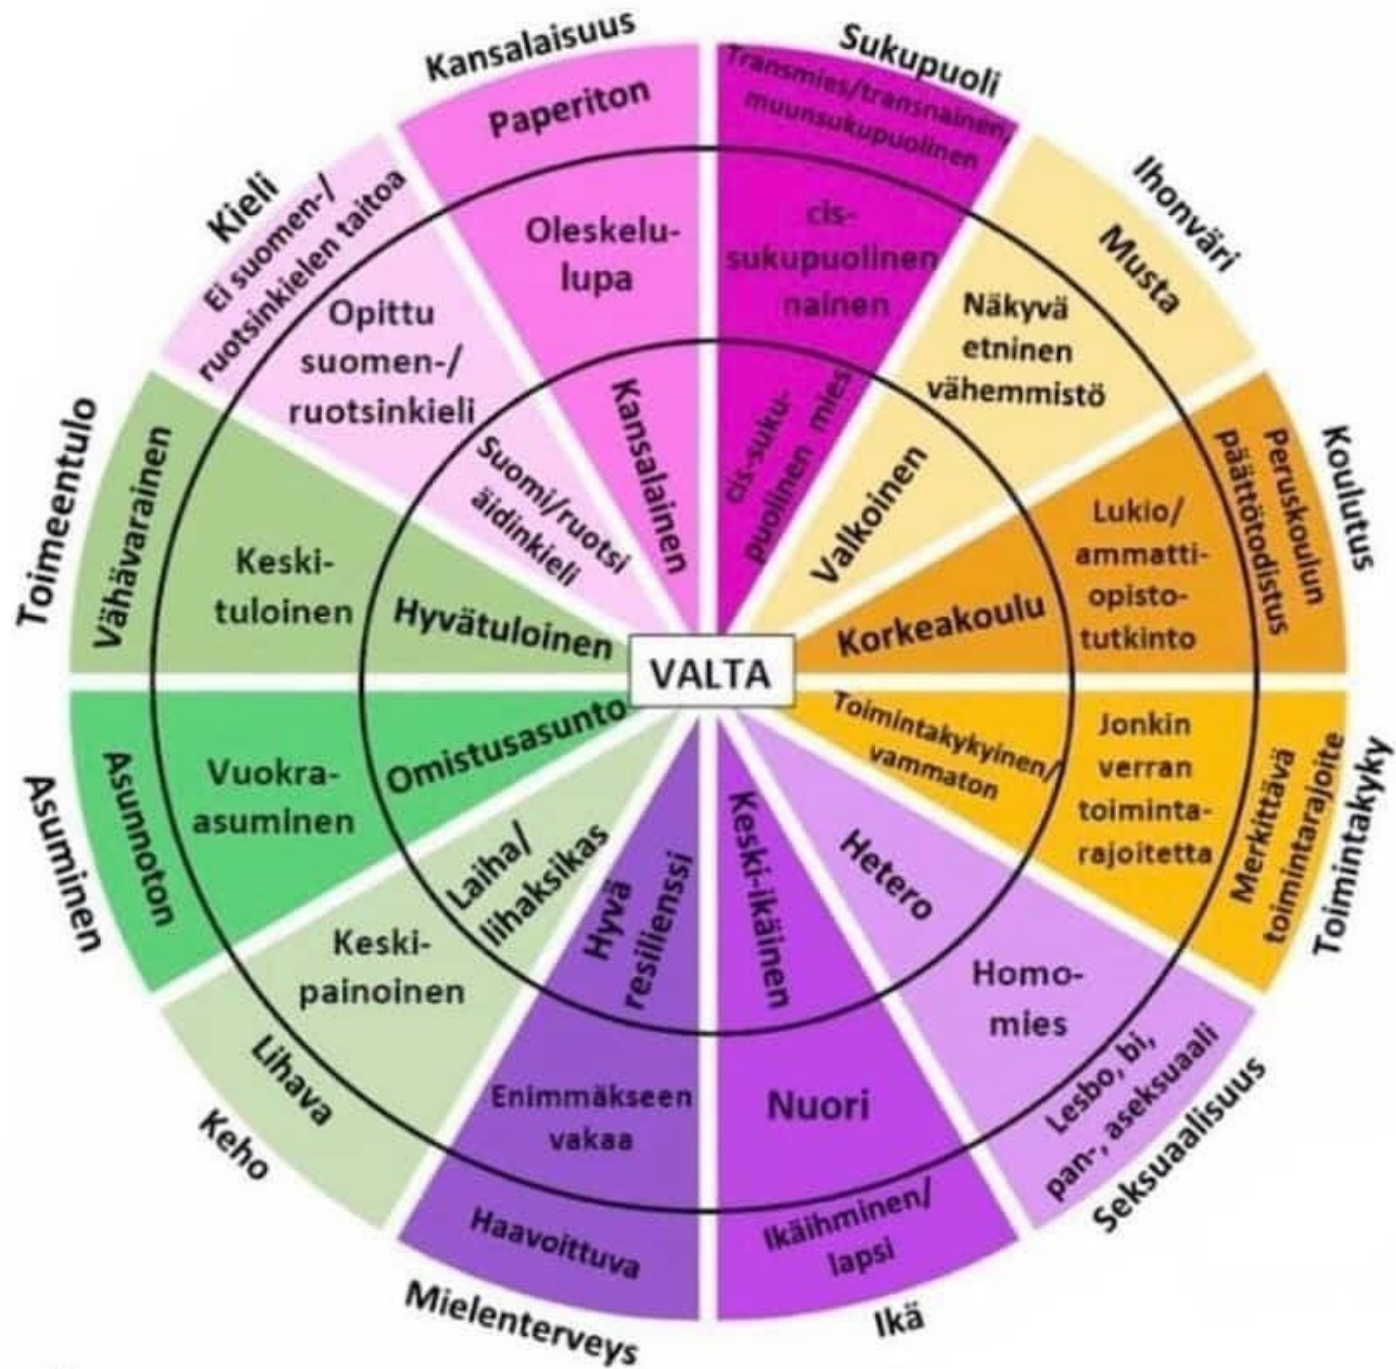 Sukupuoli
Transmies/transnainen,
muunsukupuolinen
cis-
sukupuolinen
nainen
cis-suku-
puolinen mies
Ihonväri
Musta
Näkyvä
etninen
vähemmistö
Valkoinen
Koulutus
Peruskoulun
päättötodistus
Lukio/
ammatti-
opisto-
tutkinto
Korkeakoulu
Toimintakyky
Merkittävä
toimintarajoite
Jonkin
verran
toiminta-
rajoitetta
Toimintakykyinen/
vammaton
Seksuaalisuus
Lesbo, bi,
pan-, aseksuaali
Homo-
mies
Hetero
Ikä
Ikäihminen/
lapsi
Nuori
Keski-ikäinen
Mielenterveys
Haavoittuva
Enimmäkseen
vakaa
Hyvä
resilienssi
Keho
Lihava
Keski-
painoinen
Laiha/
lihaksikas
Asuminen
Asunnoton
Vuokra-
asuminen
Omistusasunto
Toimeentulo
Vähävarainen
Keski-
tuloinen
Hyvätuloinen
Kieli
Ei suomen-/
ruotsinkielen taitoa
Opittu
suomen-/
ruotsinkieli
Suomi/ruotsi
äidinkieli
Kansalaisuus
Paperiton
Oleskelu-
lupa
Kansalainen
VALTA